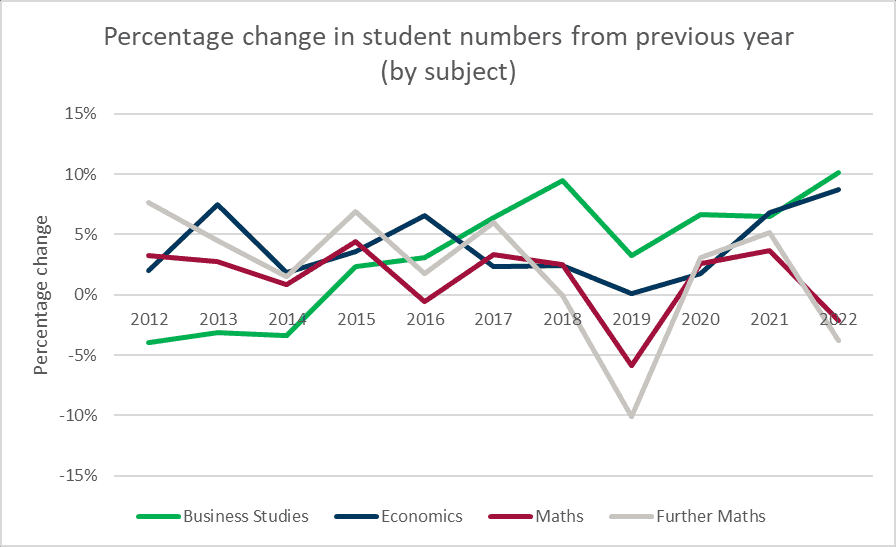 Percentage change in student numbers from previous year
(by subject)
15%
10%
5%
0%
-5%
-10%
-15%
Percentage change
2012 2013 2014 2015 2016 2017 2018 2019 2020 2021 2022
Business Studies Economics Maths Further Maths